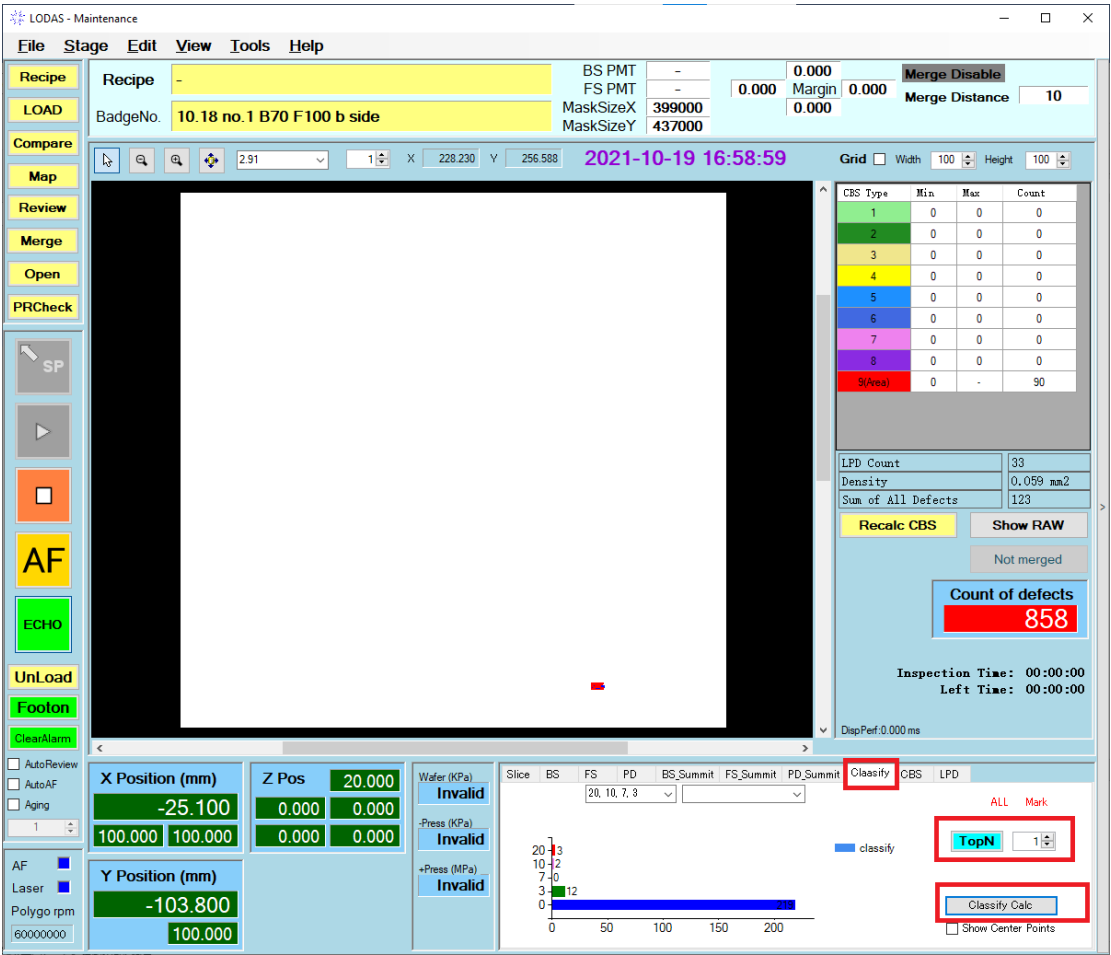 LODAS - Maintenance
File Stage Edit View Tools Help
Recipe
LOAD
Compare
Map
Review
Merge
Open
PRCheck
SP
AF
ECHO
UnLoad
Footon
ClearAlarm
AutoReview
AutoAF
Aging
1
AF
Laser
Polygo rpm
60000000
Recipe -
BadgeNo. 10.18 no.1 B70 F100 b side
BS PMT -
FS PMT -
MaskSizeX 399000
MaskSizeY 437000
0.000
0.000 Margin 0.000
0.000
Merge Disable
Merge Distance 10
2.91 1 X 228.230 Y 256.588 2021-10-19 16:58:59 Grid Width 100 Height 100
CBS Type Min Max Count
1 0 0 0
2 0 0 0
3 0 0 0
4 0 0 0
5 0 0 0
6 0 0 0
7 0 0 0
8 0 0 0
9(Area) 0 - 90
LPD Count 33
Density 0.059 mm2
Sum of All Defects 123
Recalc CBS Show RAW
Not merged
Count of defects
858
Inspection Time: 00:00:00
Left Time: 00:00:00
DispPerf:0.000 ms
X Position (mm)
-25.100
100.000 100.000
Z Pos 20.000
0.000 0.000
0.000 0.000
Y Position (mm)
-103.800
100.000
Wafer (KPa)
Invalid
-Press (KPa)
Invalid
+Press (MPa)
Invalid
Slice BS FS PD BS_Summit FS_Summit PD_Summit Claasify CBS LPD
20, 10, 7, 3
ALL Mark
TopN 1
classify
20 3
10 2
7 0
3 12
0 219
0 50 100 150 200
Classify Calc
Show Center Points